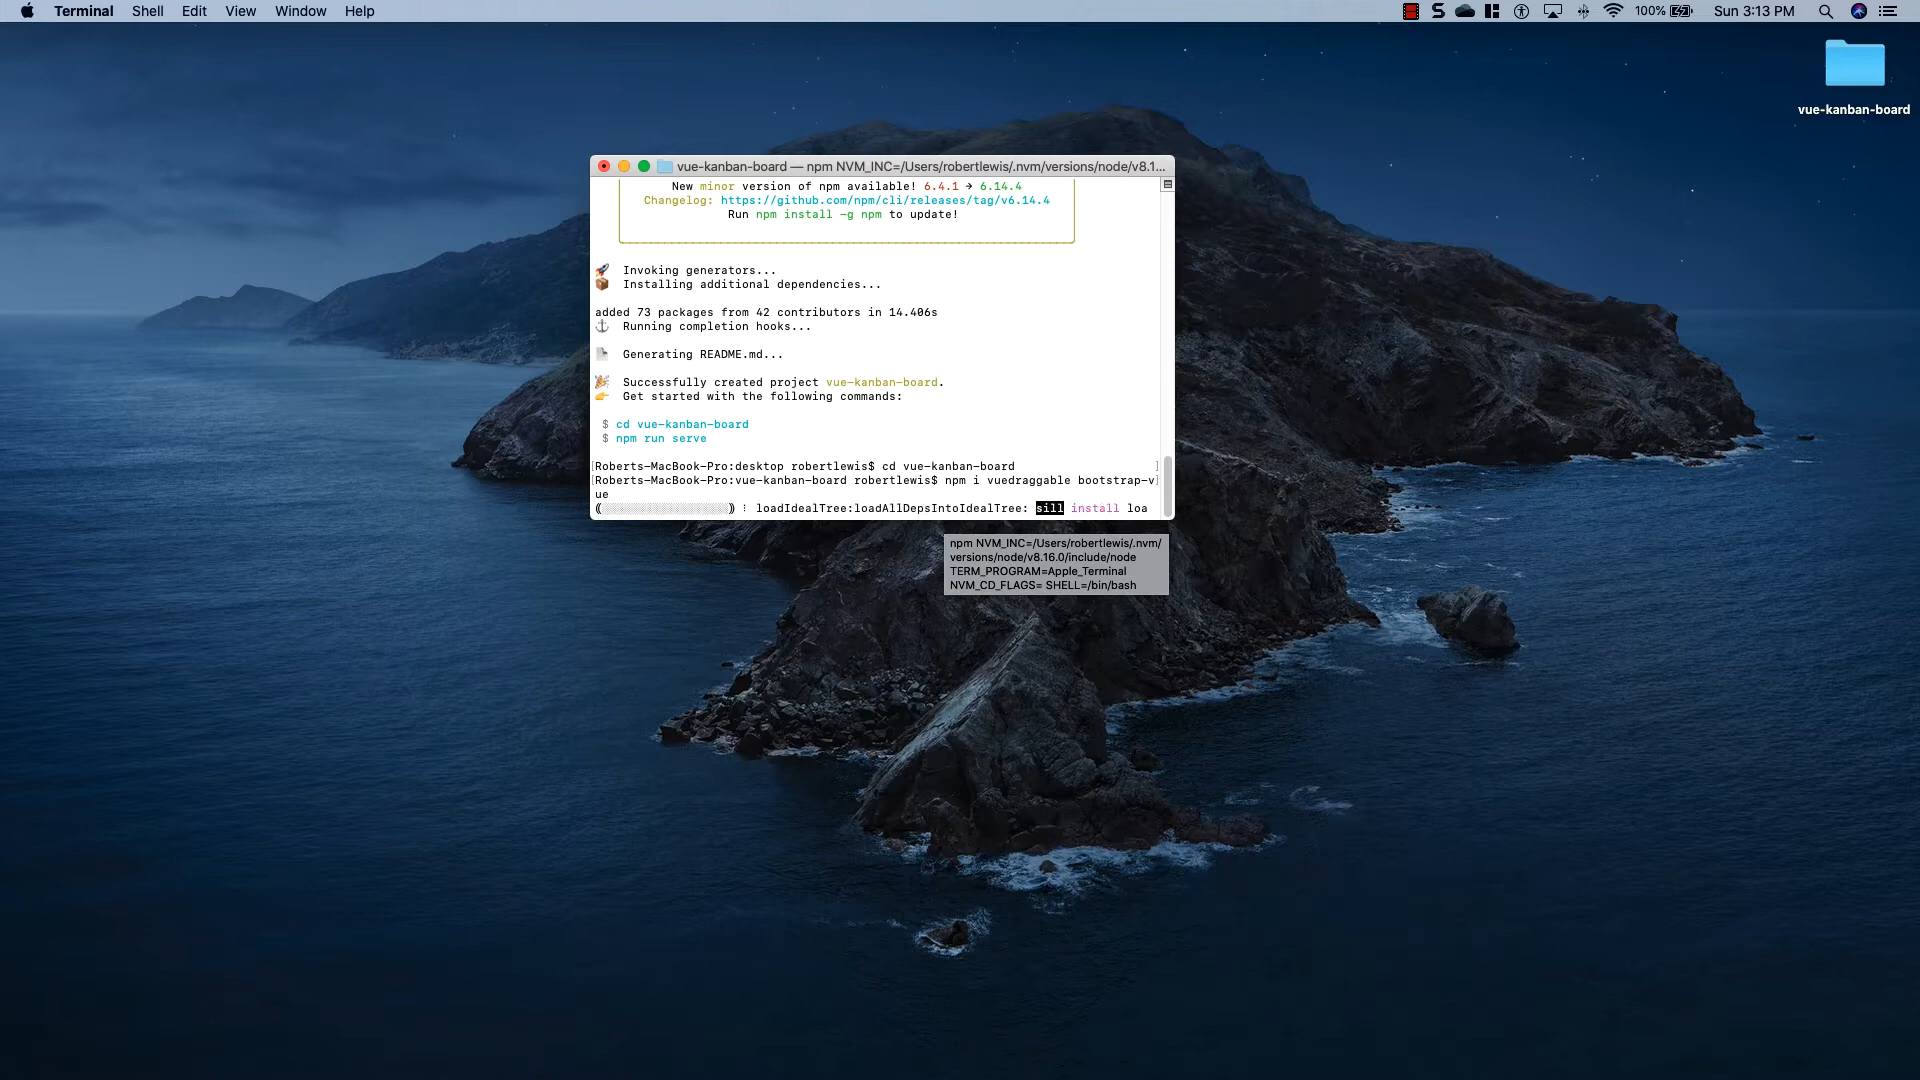 Terminal Shell Edit View Window Help 100% Sun 3:13 PM
vue-kanban-board
vue-kanban-board — npm NVM_INC=/Users/robertlewis/.nvm/versions/node/v8.1...
New minor version of npm available! 6.4.1 → 6.14.4
Changelog: https://github.com/npm/cli/releases/tag/v6.14.4
Run npm install -g npm to update!
Invoking generators...
Installing additional dependencies...
added 73 packages from 42 contributors in 14.406s
Running completion hooks...
Generating README.md...
Successfully created project vue-kanban-board.
Get started with the following commands:
$ cd vue-kanban-board
$ npm run serve
[Roberts-MacBook-Pro:desktop robertlewis$ cd vue-kanban-board ]
[Roberts-MacBook-Pro:vue-kanban-board robertlewis$ npm i vuedraggable bootstrap-v]
ue
⸨░░░░░░░░░░░░░░░░░░⸩ ⠸ loadIdealTree:loadAllDepsIntoIdealTree: sill install loa
npm NVM_INC=/Users/robertlewis/.nvm/
versions/node/v8.16.0/include/node
TERM_PROGRAM=Apple_Terminal
NVM_CD_FLAGS= SHELL=/bin/bash